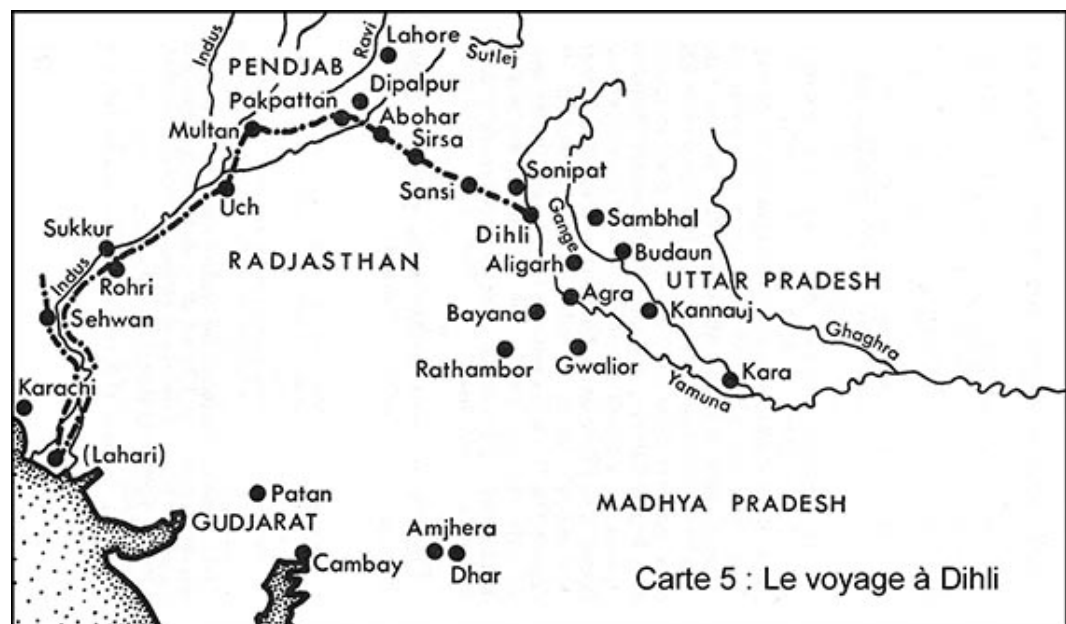 Indus
PENDJAB
Ravi
Lahore
Sutlej
Dipalpur
Pakpattan
Multan
Abohar
Sirsa
Sansi
Sonipat
Uch
Dihli
Gange
Sambhal
Sukkur
Indus
Rohri
RADJASTHAN
Aligarh
Budaun
UTTAR PRADESH
Sehwan
Bayana
Agra
Kannauj
Ghaghra
Rathambor
Gwalior
Yamuna
Kara
Karachi
(Lahari)
Patan
GUDJARAT
MADHYA PRADESH
Amjhera
Cambay
Dhar
Carte 5 : Le voyage à Dihli